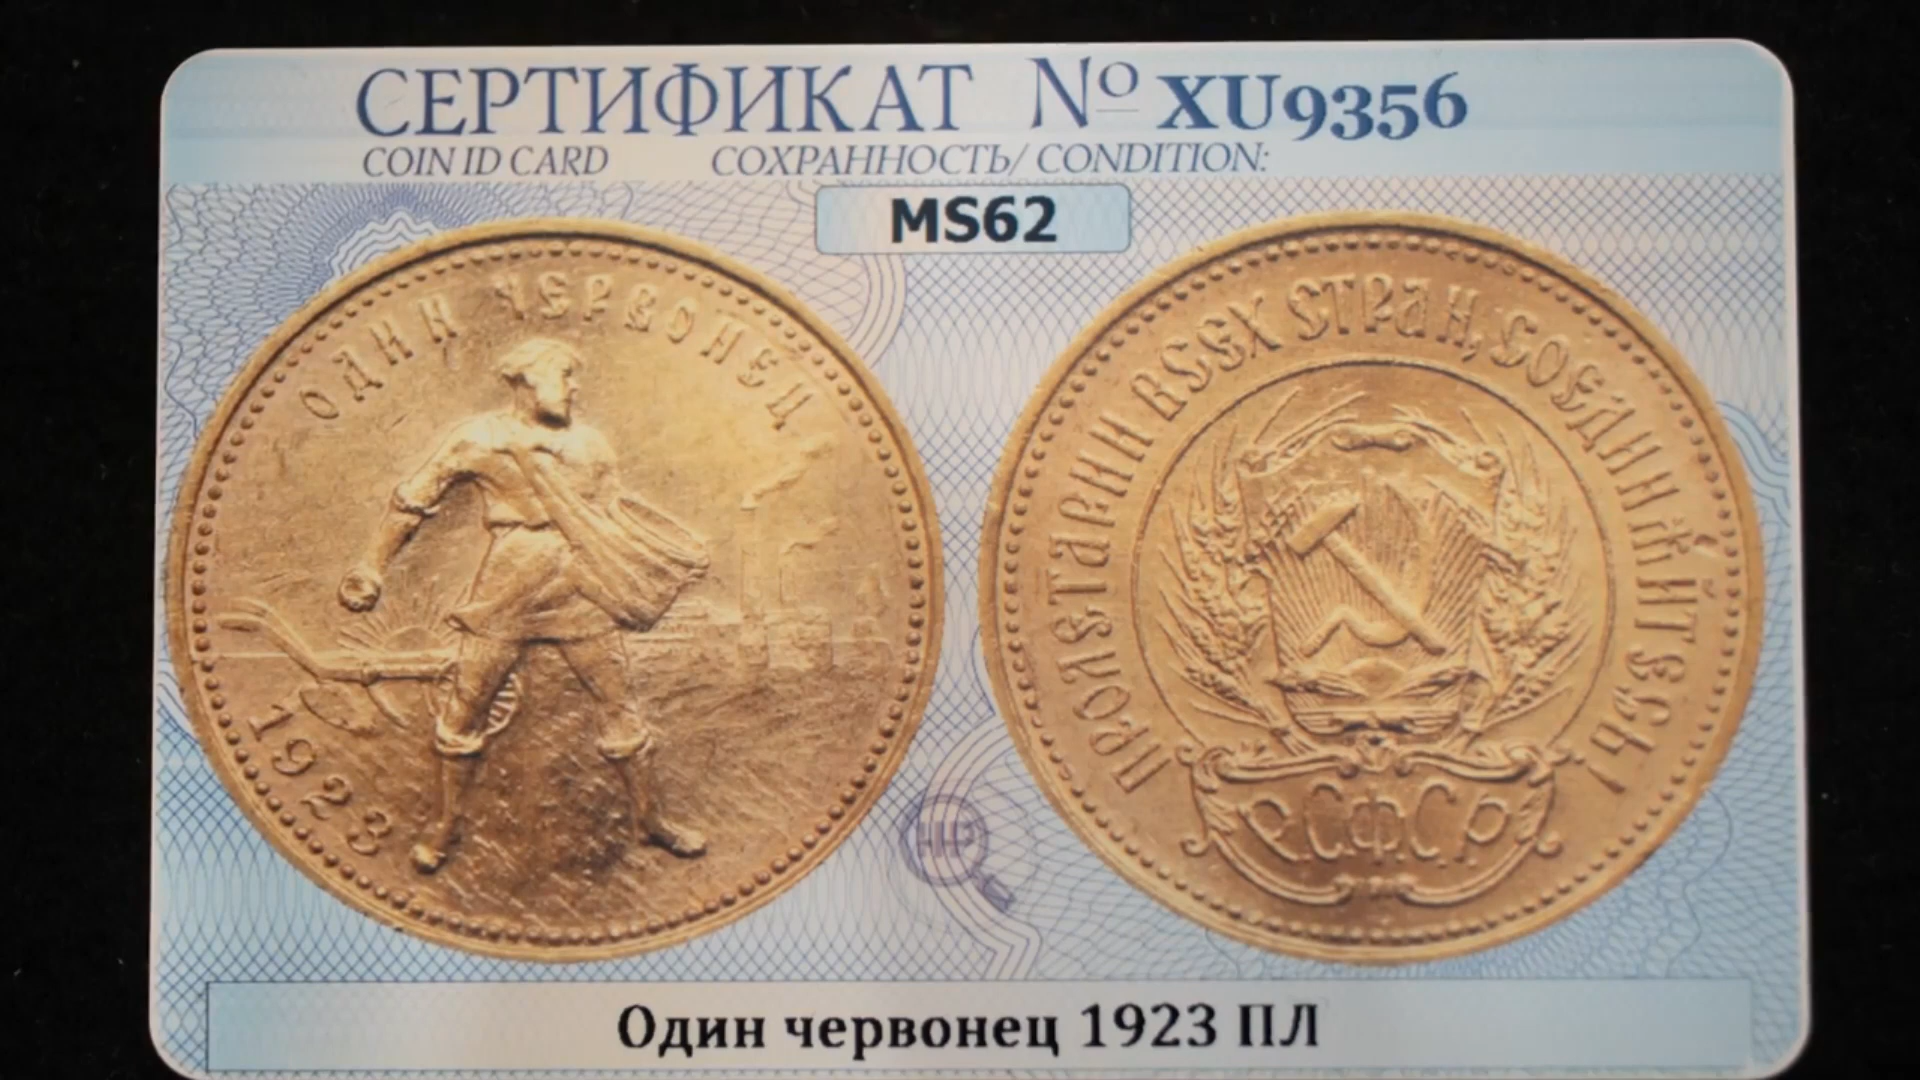 СЕРТИФИКАТ № XU9356
COIN ID CARD СОХРАННОСТЬ/ CONDITION:
MS62
ОДИН ЧЕРВОНЕЦ
1923
ПРОЛЕТАРИИ ВСЕХ СТРАН, СОЕДИНЯЙТЕСЬ!
Р.С.Ф.С.Р
Один червонец 1923 ПЛ